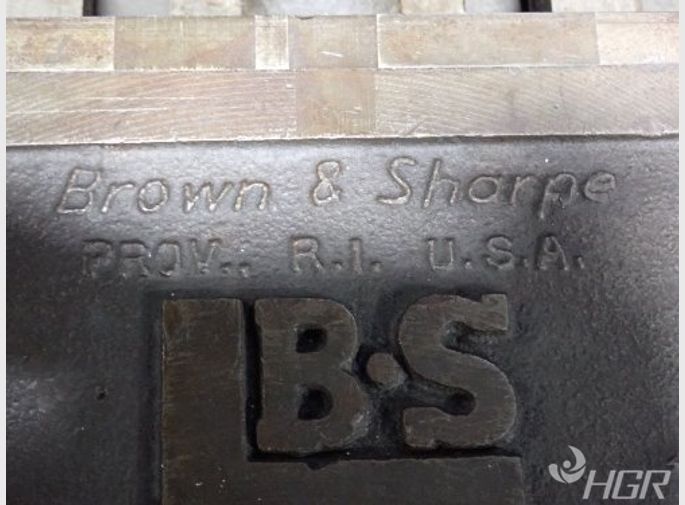 Brown & Sharpe
PROV., R.I. U.S.A.
B·S
HGR